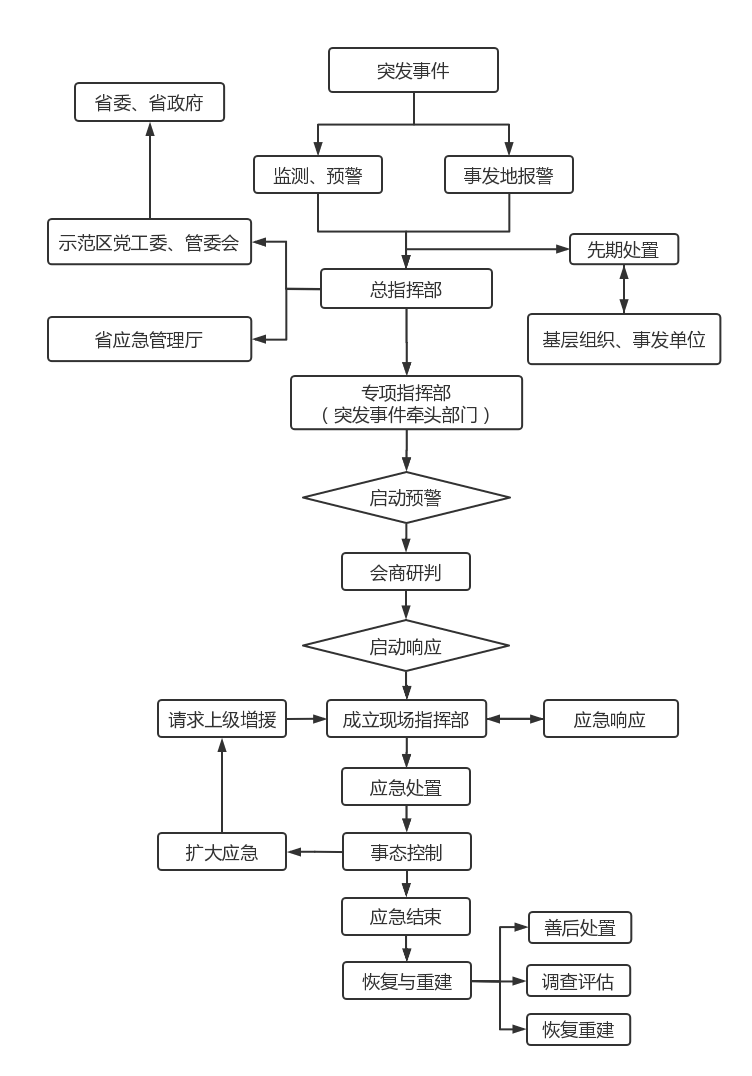 突发事件
省委、省政府
监测、预警
事发地报警
示范区党工委、管委会
先期处置
总指挥部
省应急管理厅
基层组织、事发单位
专项指挥部
（突发事件牵头部门）
启动预警
会商研判
启动响应
请求上级增援
成立现场指挥部
应急响应
应急处置
扩大应急
事态控制
应急结束
善后处置
恢复与重建
调查评估
恢复重建